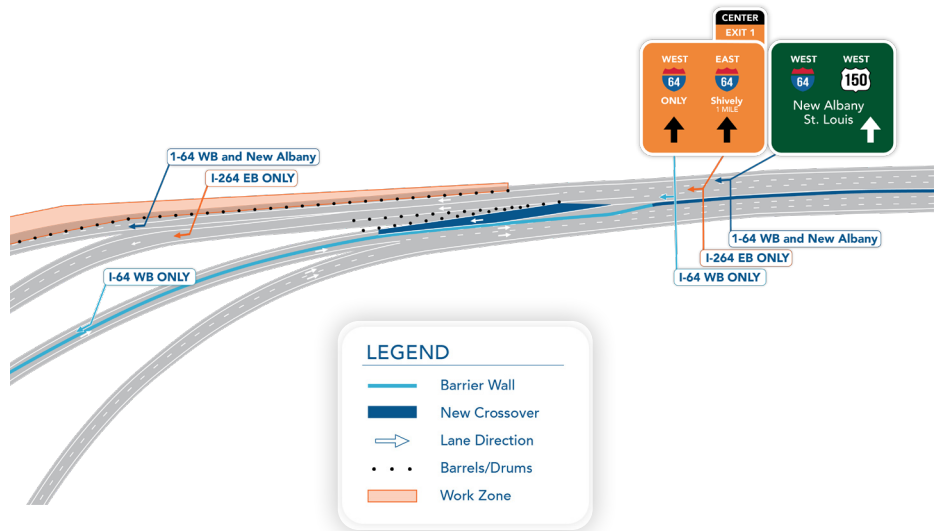 CENTER
EXIT 1
WEST
64
ONLY
EAST
64
Shively
1 MILE
WEST
64
WEST
150
New Albany
St. Louis
1-64 WB and New Albany
I-264 EB ONLY
I-64 WB ONLY
1-64 WB and New Albany
I-264 EB ONLY
I-64 WB ONLY
LEGEND
Barrier Wall
New Crossover
Lane Direction
Barrels/Drums
Work Zone